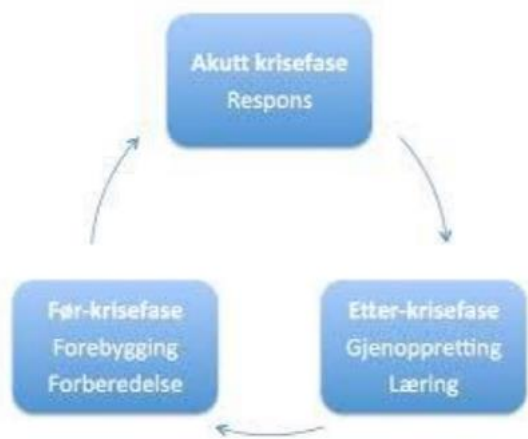 Akutt krisefase
Respons
Før-krisefase
Forebygging
Forberedelse
Etter-krisefase
Gjenoppretting
Læring